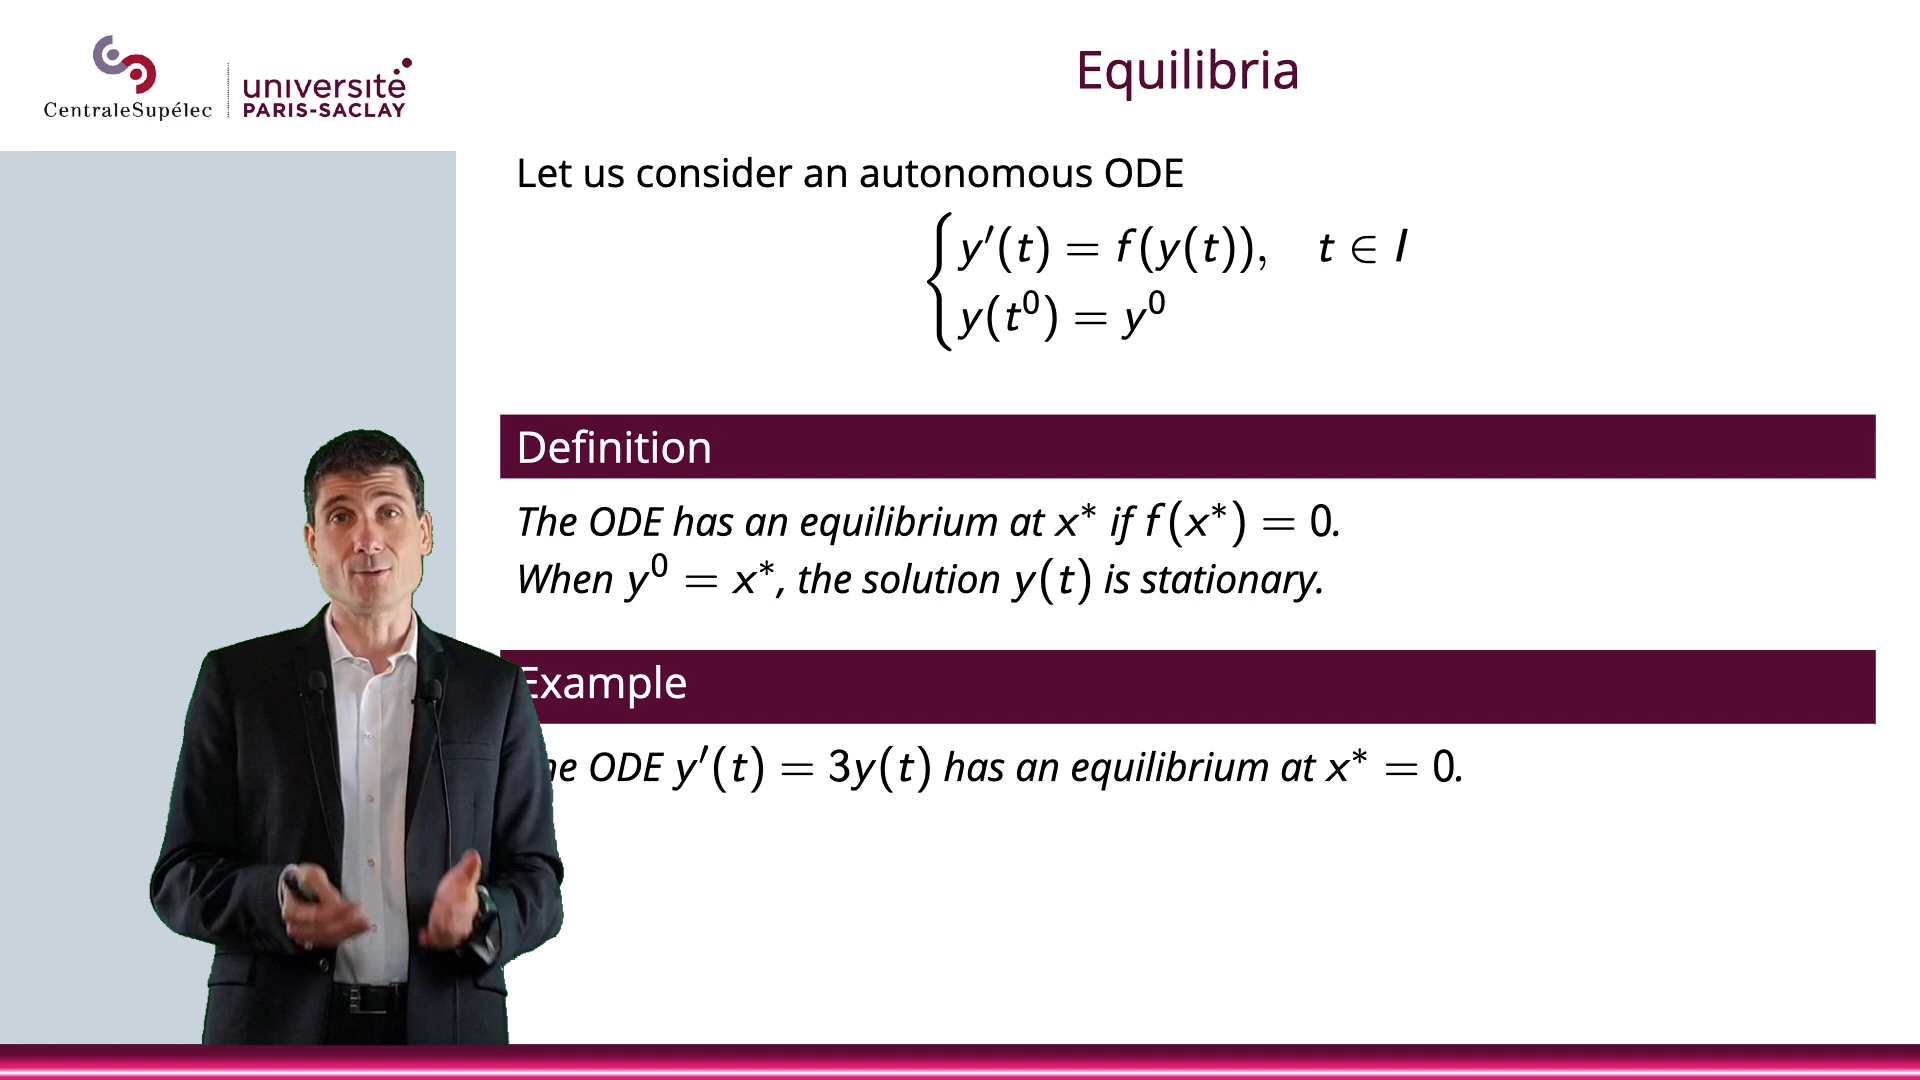 CentraleSupélec
université
PARIS-SACLAY
Equilibria
Let us consider an autonomous ODE
y′(t) = f(y(t)), t ∈ I
y(t⁰) = y⁰
Definition
The ODE has an equilibrium at x* if f(x*) = 0.
When y⁰ = x*, the solution y(t) is stationary.
Example
ODE y′(t) = 3y(t) has an equilibrium at x* = 0.